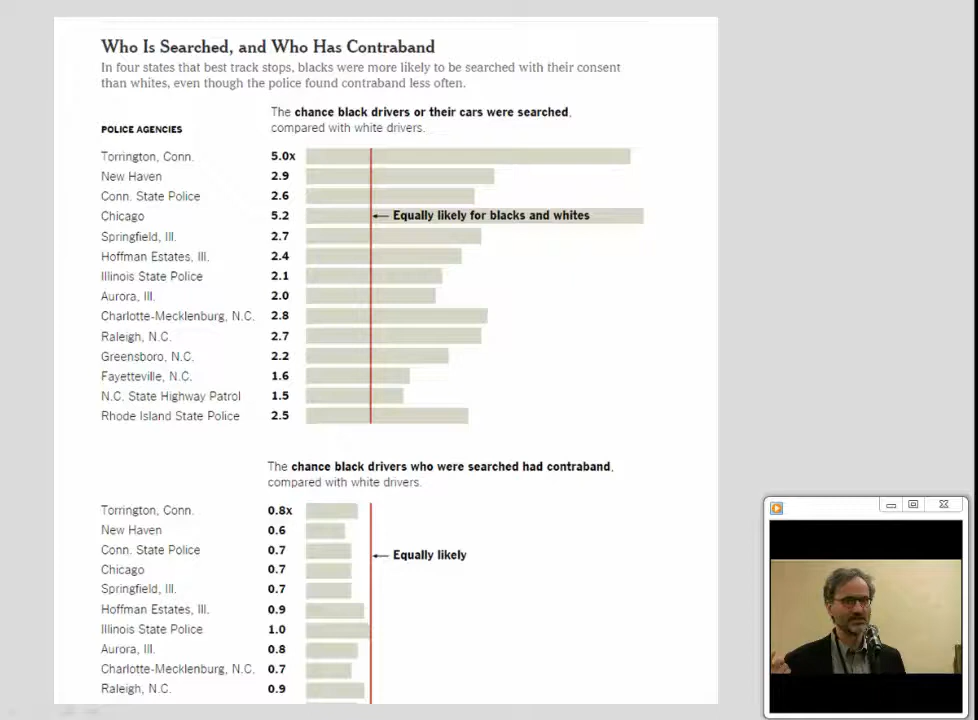 Who Is Searched, and Who Has Contraband
In four states that best track stops, blacks were more likely to be searched with their consent
than whites, even though the police found contraband less often.
The chance black drivers or their cars were searched,
compared with white drivers.
POLICE AGENCIES
Torrington, Conn. 5.0x
New Haven 2.9
Conn. State Police 2.6
Chicago 5.2 Equally likely for blacks and whites
Springfield, Ill. 2.7
Hoffman Estates, Ill. 2.4
Illinois State Police 2.1
Aurora, Ill. 2.0
Charlotte-Mecklenburg, N.C. 2.8
Raleigh, N.C. 2.7
Greensboro, N.C. 2.2
Fayetteville, N.C. 1.6
N.C. State Highway Patrol 1.5
Rhode Island State Police 2.5
The chance black drivers who were searched had contraband,
compared with white drivers.
Torrington, Conn. 0.8x
New Haven 0.6
Conn. State Police 0.7 Equally likely
Chicago 0.7
Springfield, Ill. 0.7
Hoffman Estates, Ill. 0.9
Illinois State Police 1.0
Aurora, Ill. 0.8
Charlotte-Mecklenburg, N.C. 0.7
Raleigh, N.C. 0.9